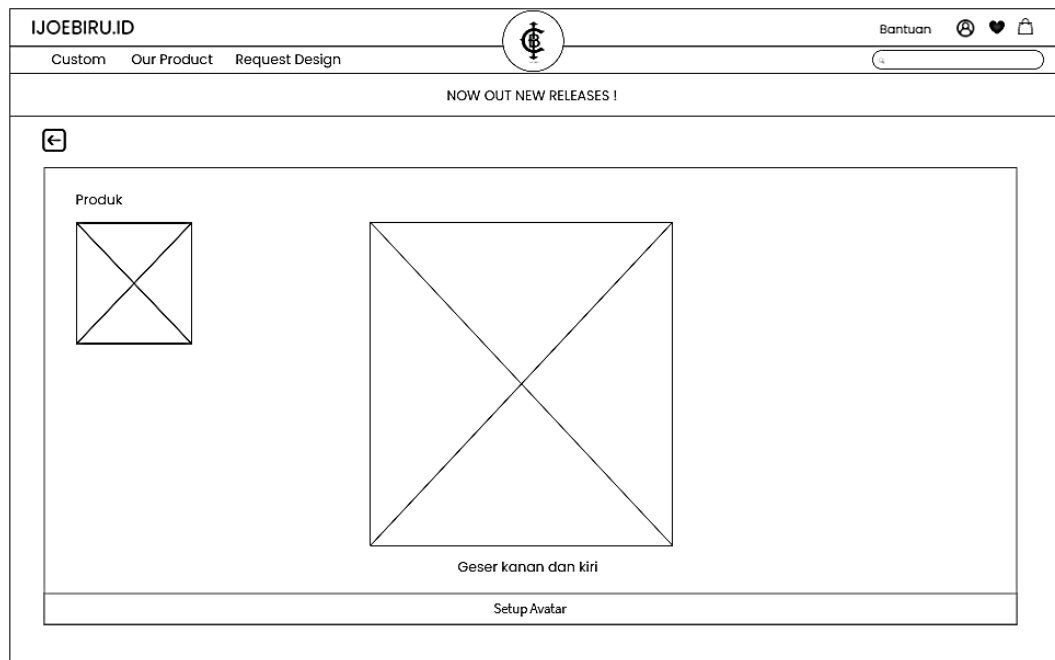 IJOEBIRU.ID
Bantuan
Custom Our Product Request Design
NOW OUT NEW RELEASES !
Produk
Geser kanan dan kiri
Setup Avatar